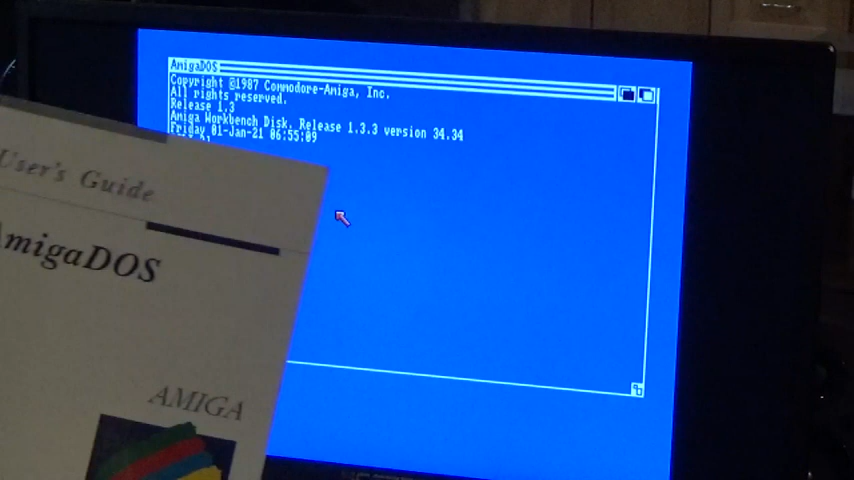 AmigaDOS
Copyright ©1987 Commodore-Amiga, Inc.
All rights reserved.
Release 1.3
Amiga Workbench Disk. Release 1.3.3 version 34.34
Friday 01-Jan-21 06:55:09
User's Guide
AmigaDOS
AMIGA